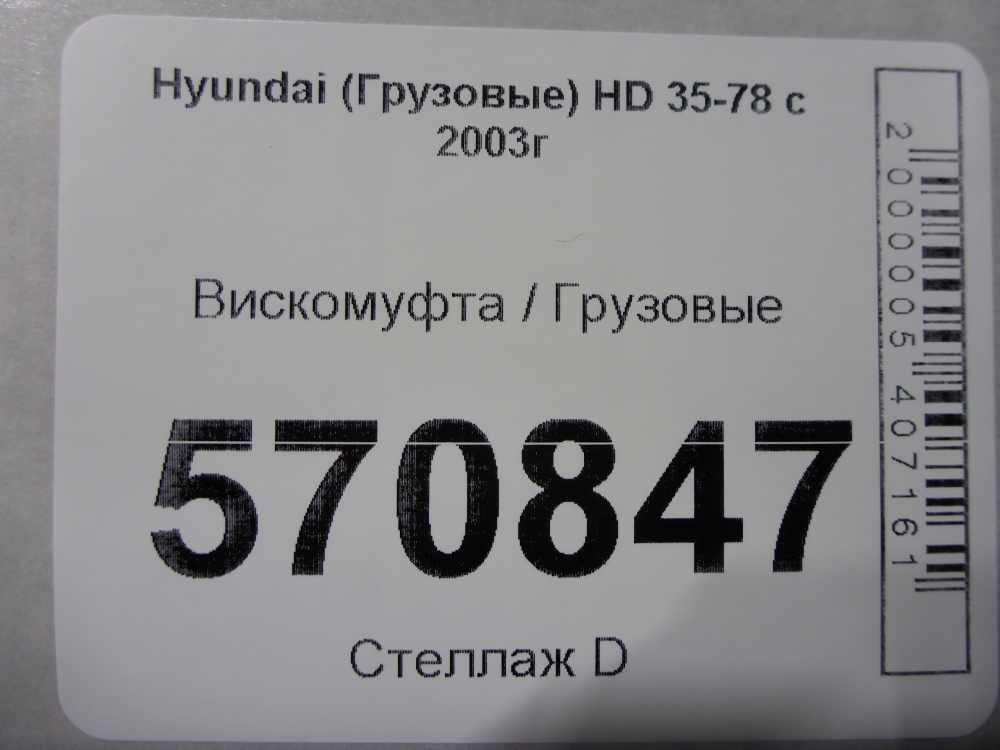 Hyundai (Грузовые) HD 35-78 с
2003г
Вискомуфта / Грузовые
570847
Стеллаж D
2000005407161